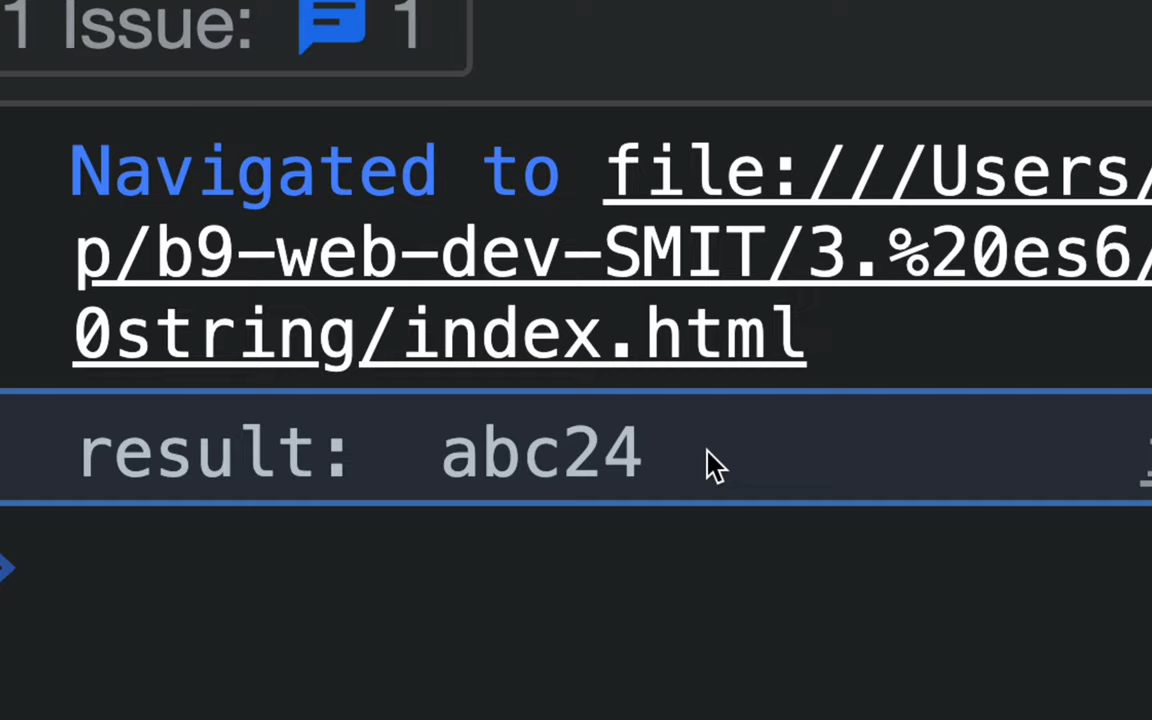 1 Issue: 1
Navigated to file:///Users/
p/b9-web-dev-SMIT/3.%20es6/
0string/index.html
result:  abc24